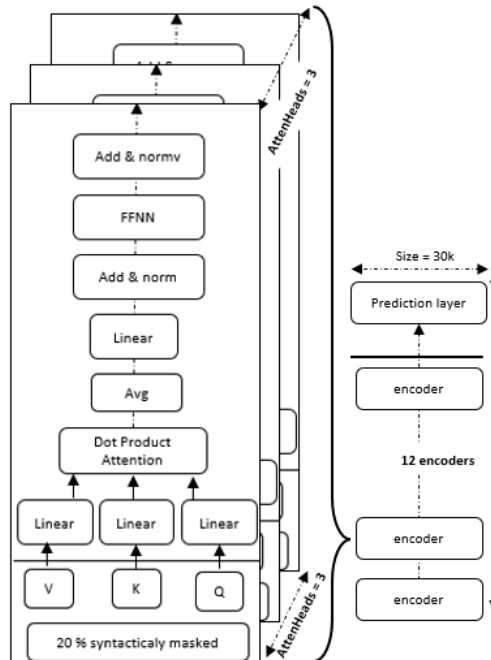 AttenHeads = 3
Add & normv
FFNN
Add & norm
Linear
Avg
Dot Product
Attention
Linear
Linear
Linear
V
K
Q
20 % syntacticaly masked
AttenHeads = 3
Size = 30k
Prediction layer
encoder
12 encoders
encoder
encoder